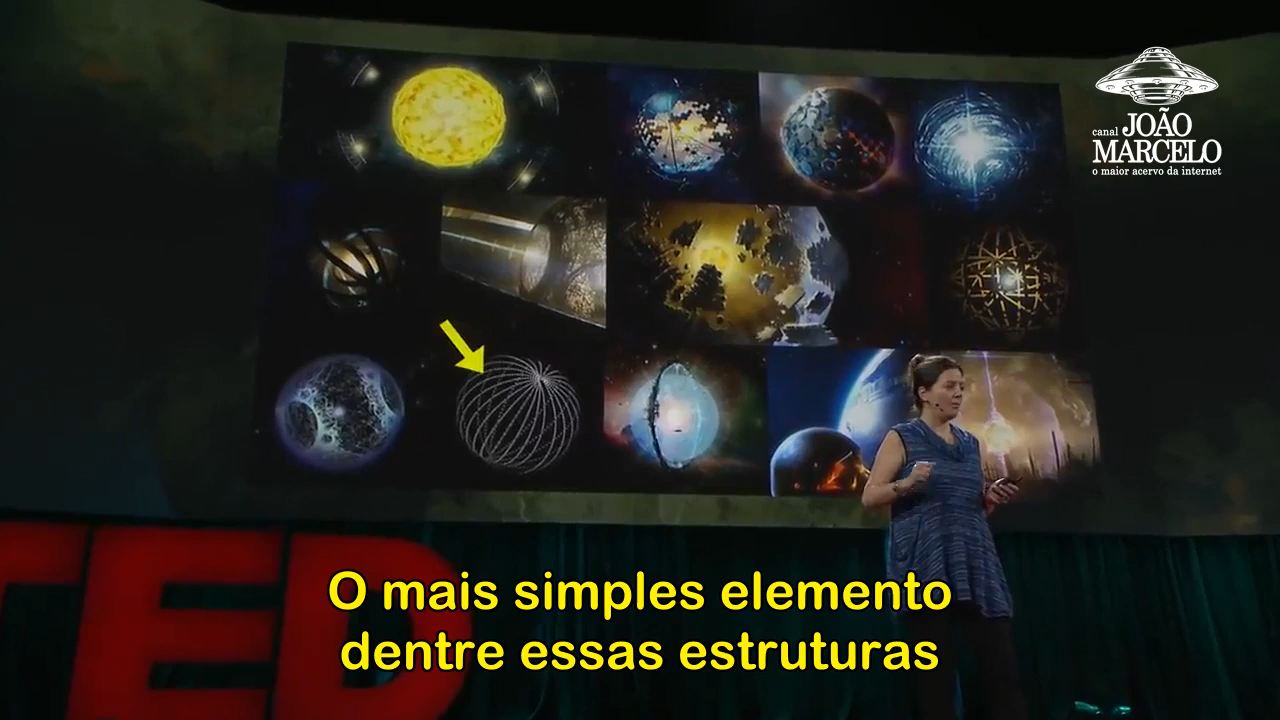 canal JOÃO
MARCELO
o maior acervo da internet
TED
O mais simples elemento
dentre essas estruturas